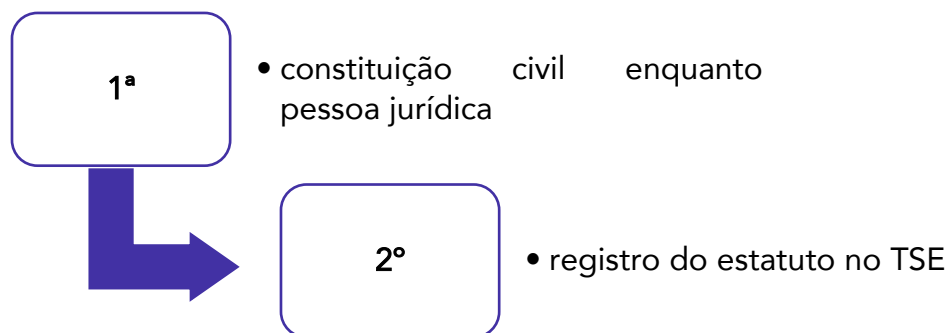 1ª
• constituição civil enquanto
pessoa jurídica
2º
• registro do estatuto no TSE